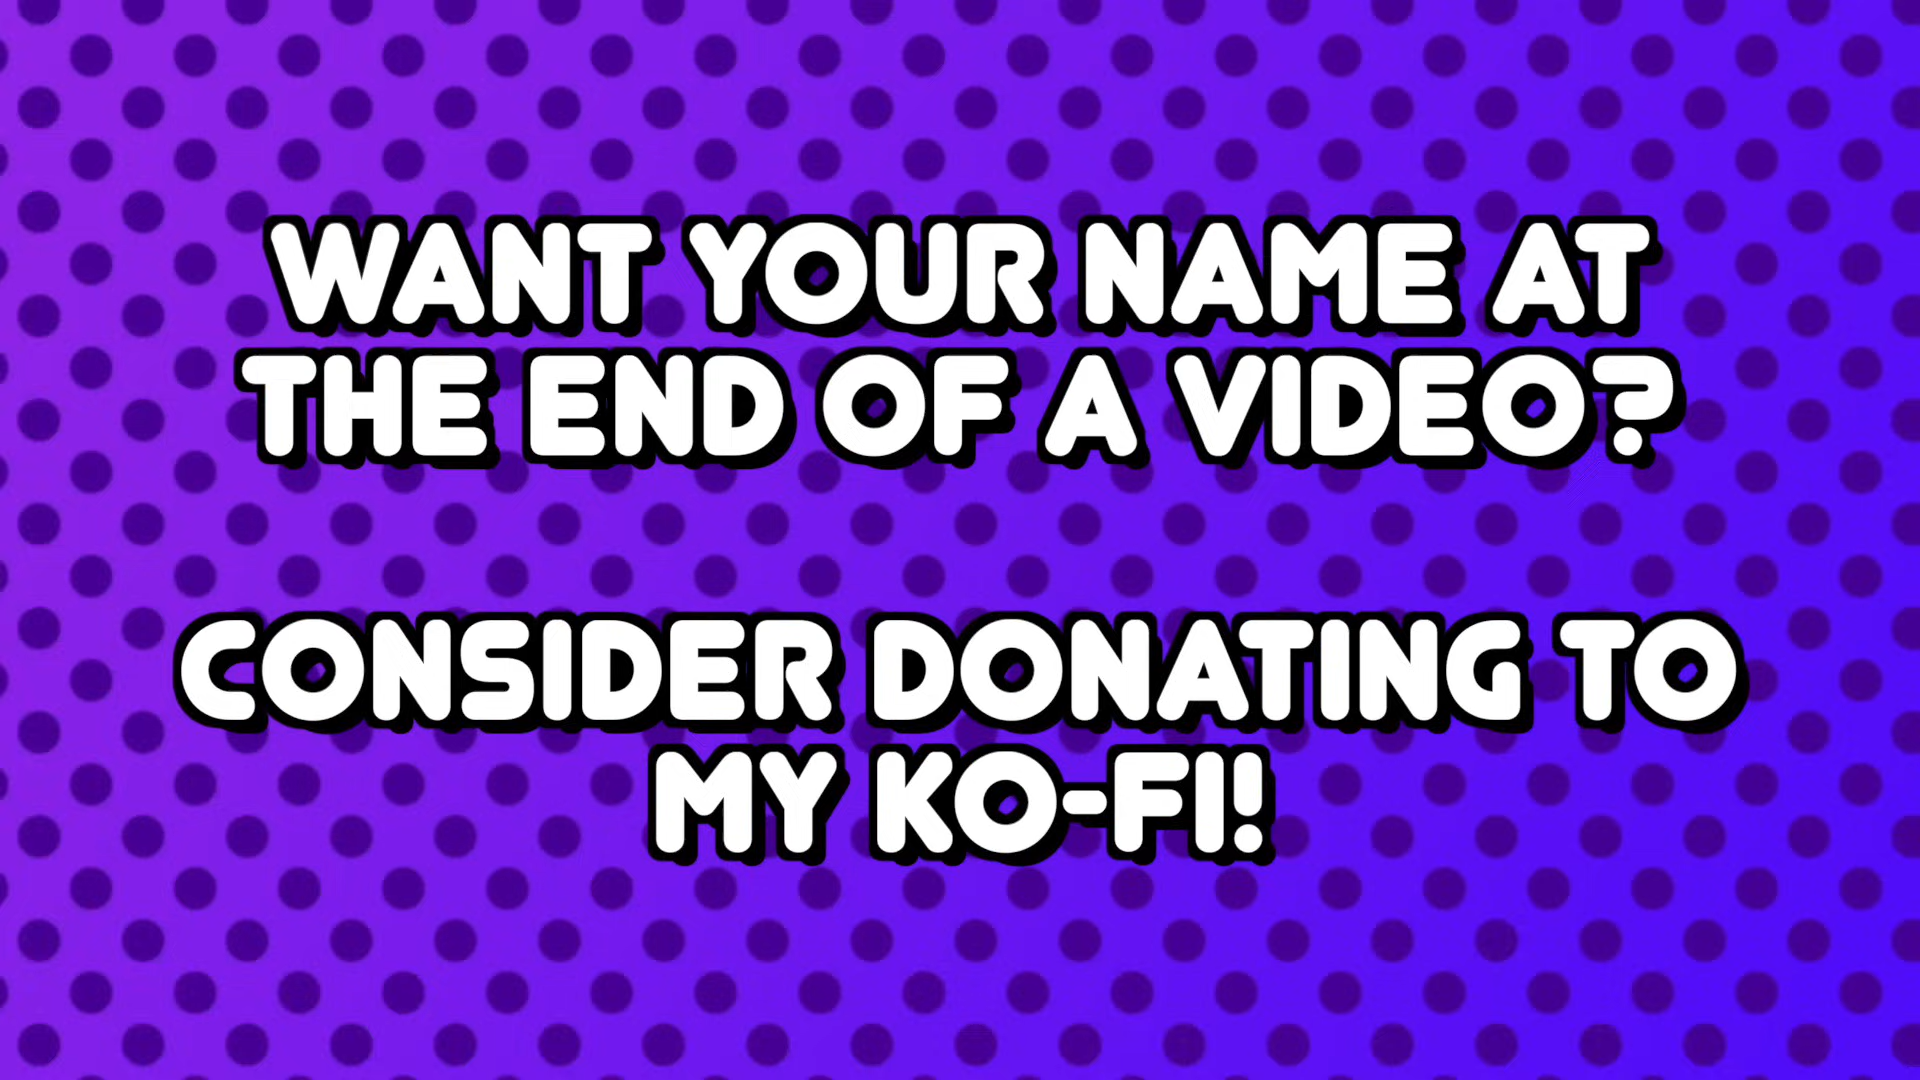 WANT YOUR NAME AT
THE END OF A VIDEO?
CONSIDER DONATING TO
MY KO-FI!